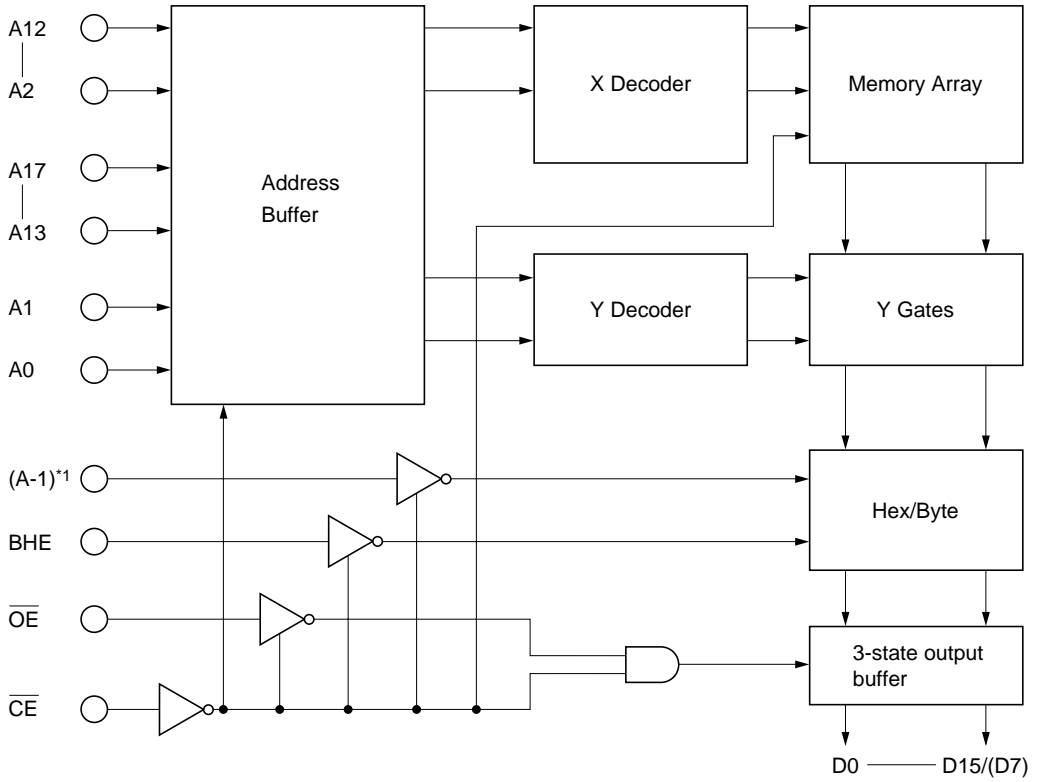 A12
A2
A17
A13
A1
A0
(A-1)*1
BHE
OE
CE
Address
Buffer
X Decoder
Memory Array
Y Decoder
Y Gates
Hex/Byte
3-state output
buffer
D0
D15/(D7)